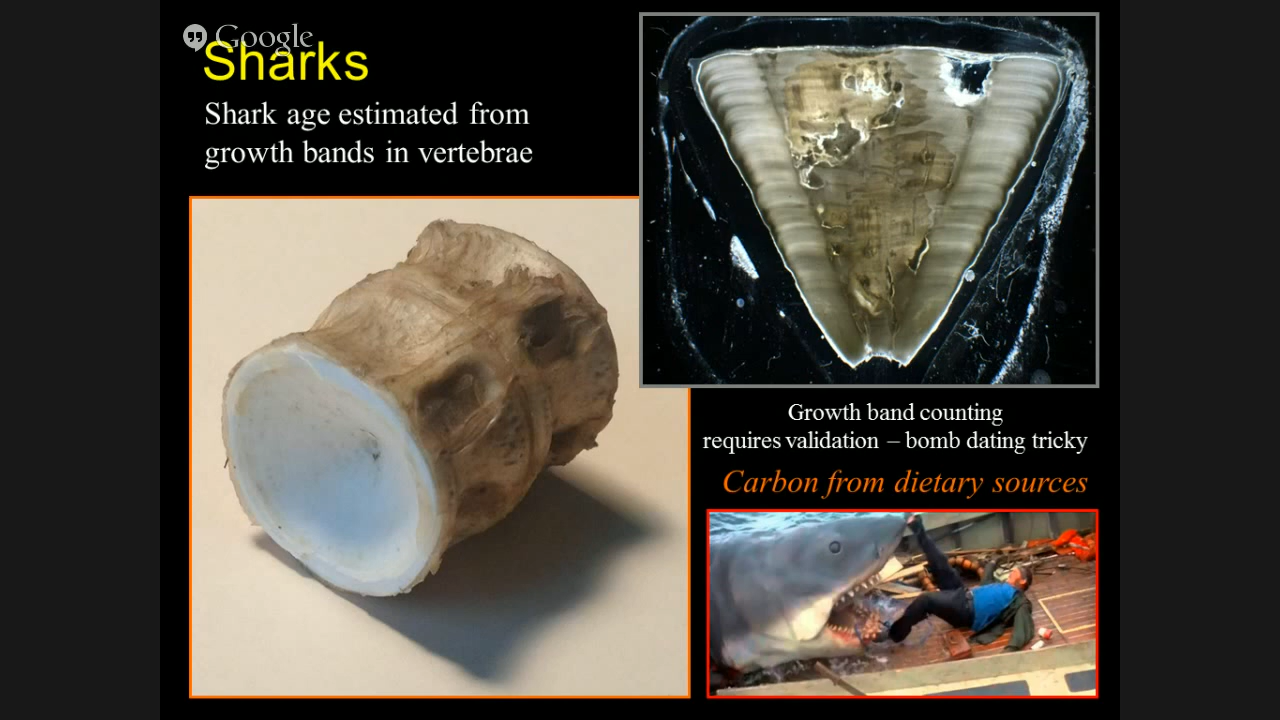 Google
Sharks
Shark age estimated from
growth bands in vertebrae
Growth band counting
requires validation – bomb dating tricky
Carbon from dietary sources